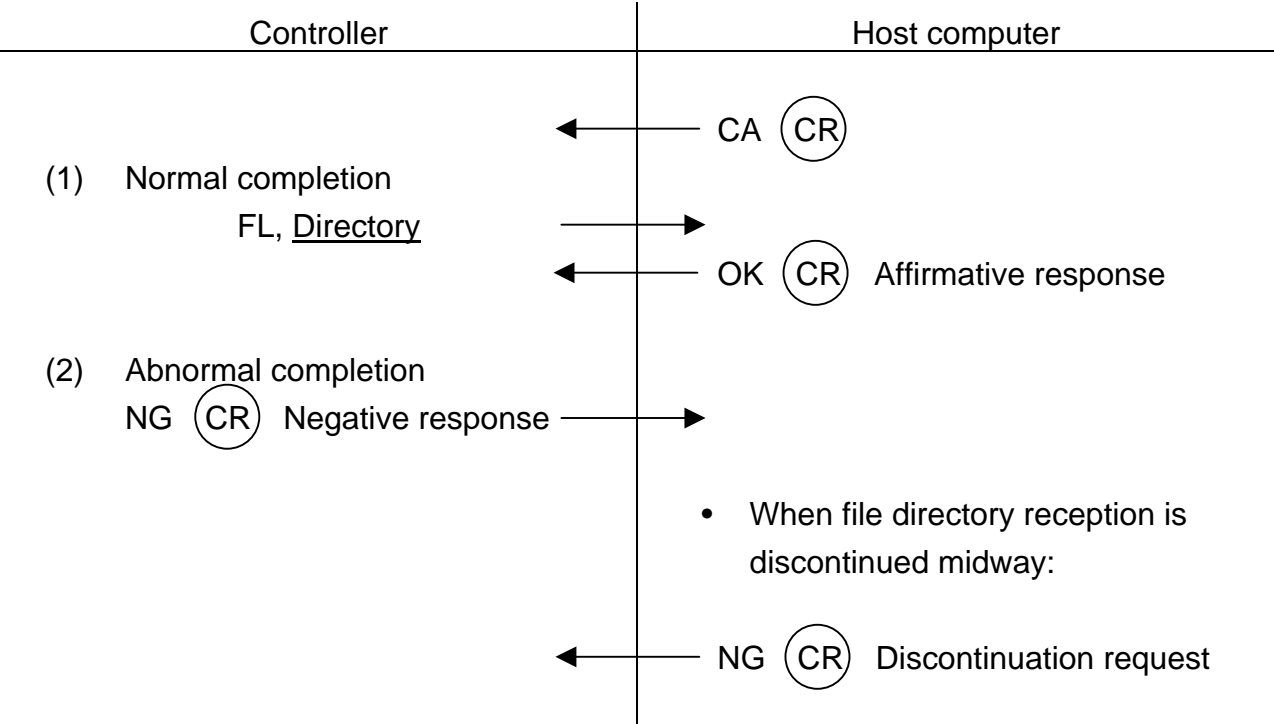 Controller Host computer
CA CR
(1) Normal completion
FL, Directory
OK CR Affirmative response
(2) Abnormal completion
NG CR Negative response
• When file directory reception is
discontinued midway:
NG CR Discontinuation request